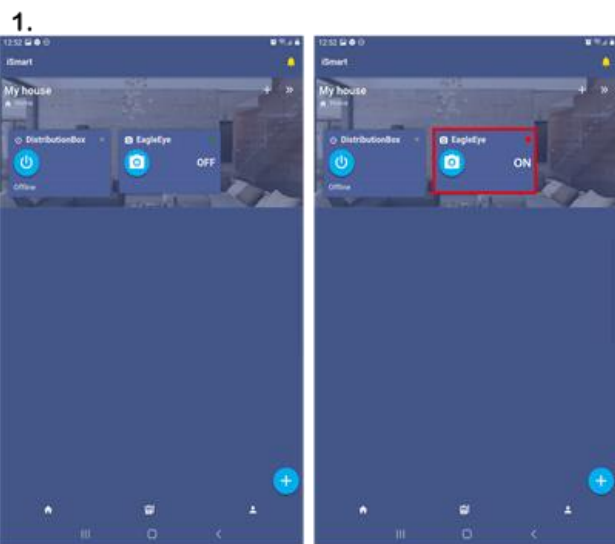 1.
12:52
iSmart
My house
Home
DistributionBox
EagleEye
OFF
Offline
12:52
iSmart
My house
Home
DistributionBox
EagleEye
ON
Offline